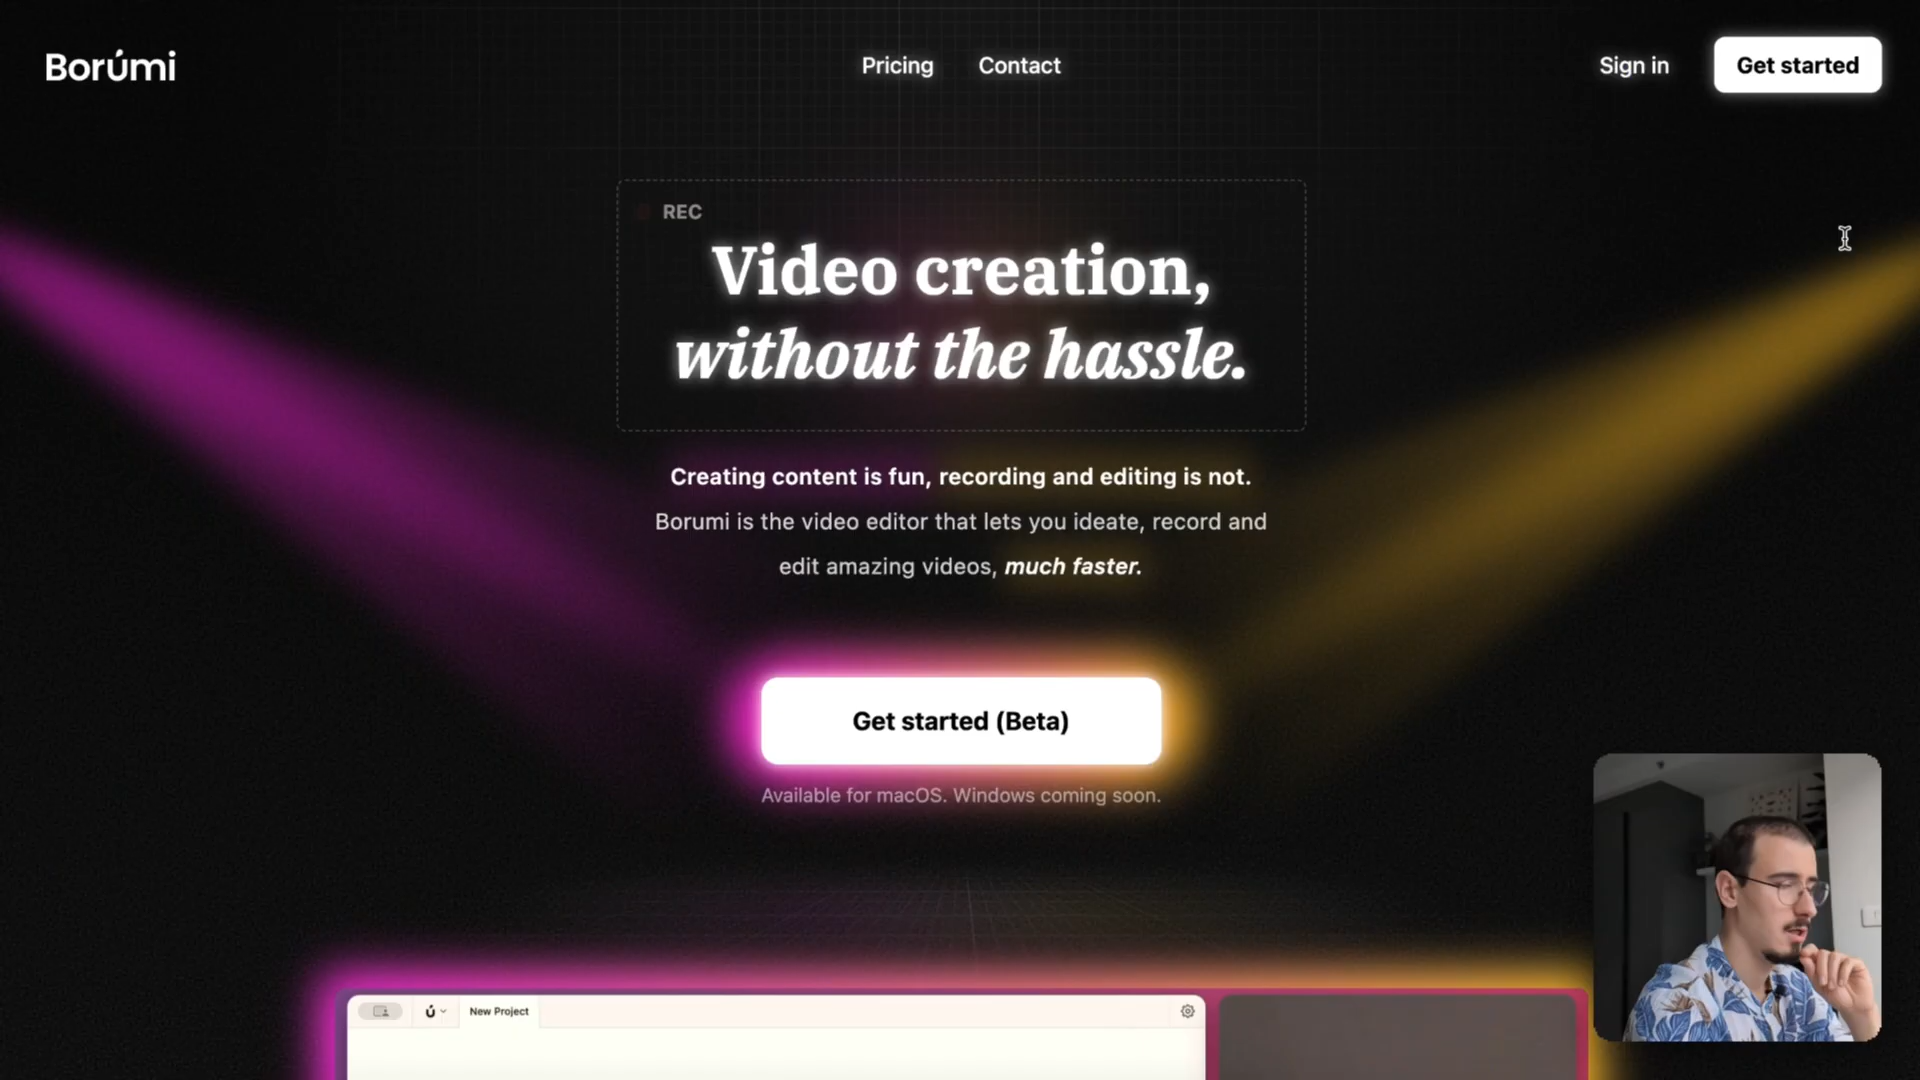 Borúmi
Pricing
Contact
Sign in
Get started
REC
Video creation,
without the hassle.
Creating content is fun, recording and editing is not.
Borumi is the video editor that lets you ideate, record and
edit amazing videos, much faster.
Get started (Beta)
Available for macOS. Windows coming soon.
ú
New Project